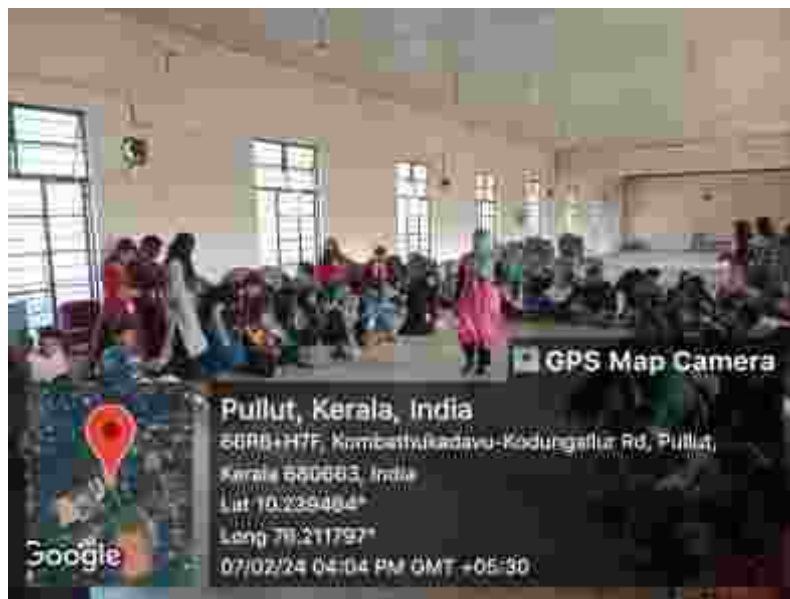 GPS Map Camera
Pullut, Kerala, India
66R6+H7F, Kombathukadavu-Kodungallur Rd, Pullut,
Kerala 680663, India
Lat 10.239464°
Long 76.211797°
07/02/24 04:04 PM GMT +05:30
Google